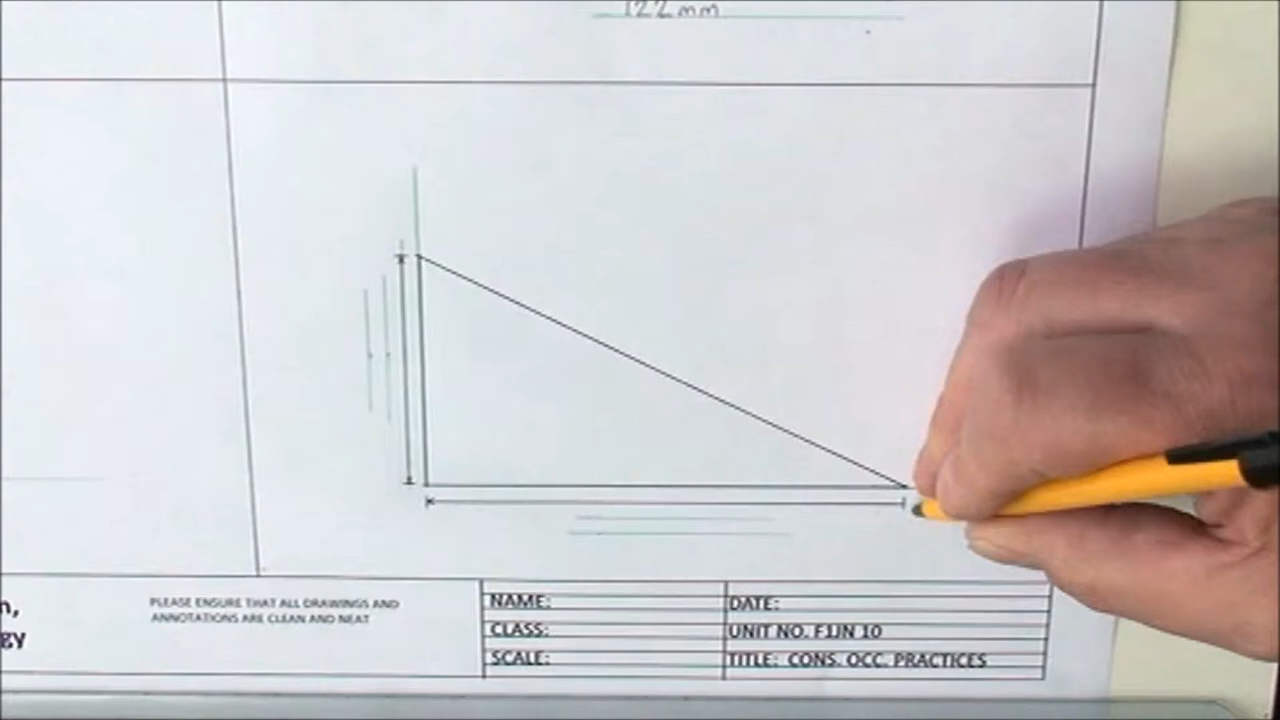 122mm
PLEASE ENSURE THAT ALL DRAWINGS AND
ANNOTATIONS ARE CLEAN AND NEAT
NAME:
DATE:
CLASS:
UNIT NO. F1JN 10
SCALE:
TITLE: CONS. OCC. PRACTICES